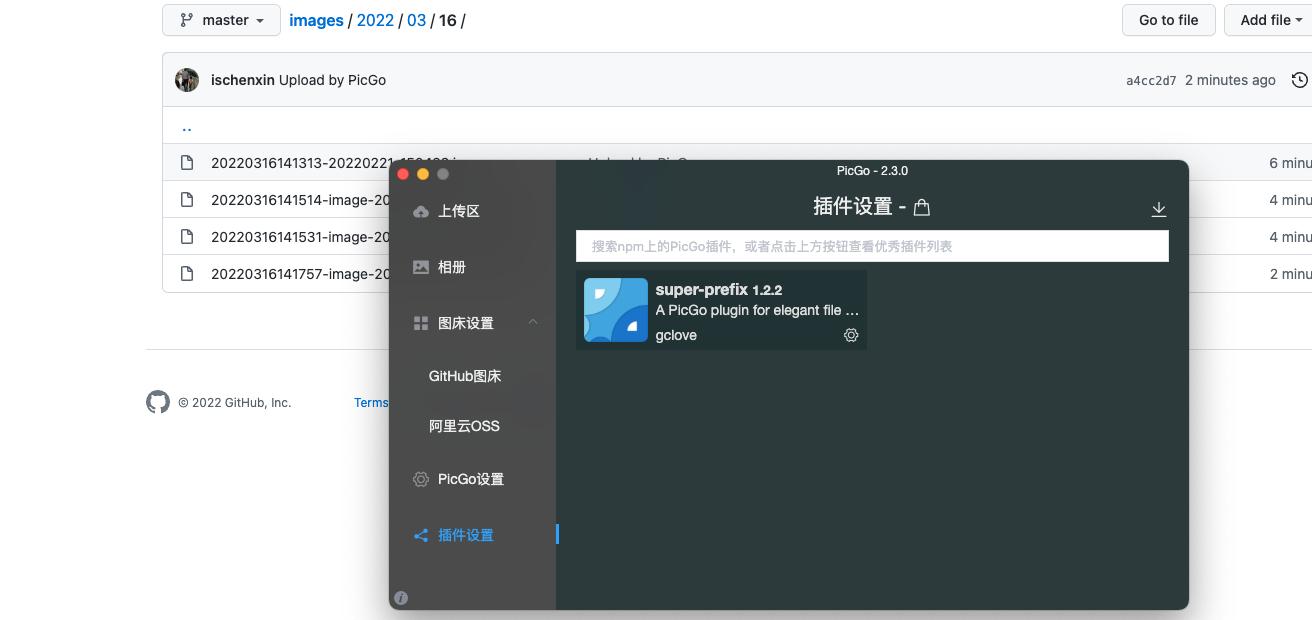 master
images / 2022 / 03 / 16 /
Go to file
Add file
ischenxin Upload by PicGo
a4cc2d7 2 minutes ago
..
20220316141313-20220221
6 minu
20220316141514-image-20
4 minu
20220316141531-image-20
4 minu
20220316141757-image-20
2 minu
© 2022 GitHub, Inc.
Terms
PicGo - 2.3.0
上传区
相册
图床设置
GitHub图床
阿里云OSS
PicGo设置
插件设置
插件设置 -
搜索npm上的PicGo插件，或者点击上方按钮查看优秀插件列表
super-prefix 1.2.2
A PicGo plugin for elegant file ...
gclove